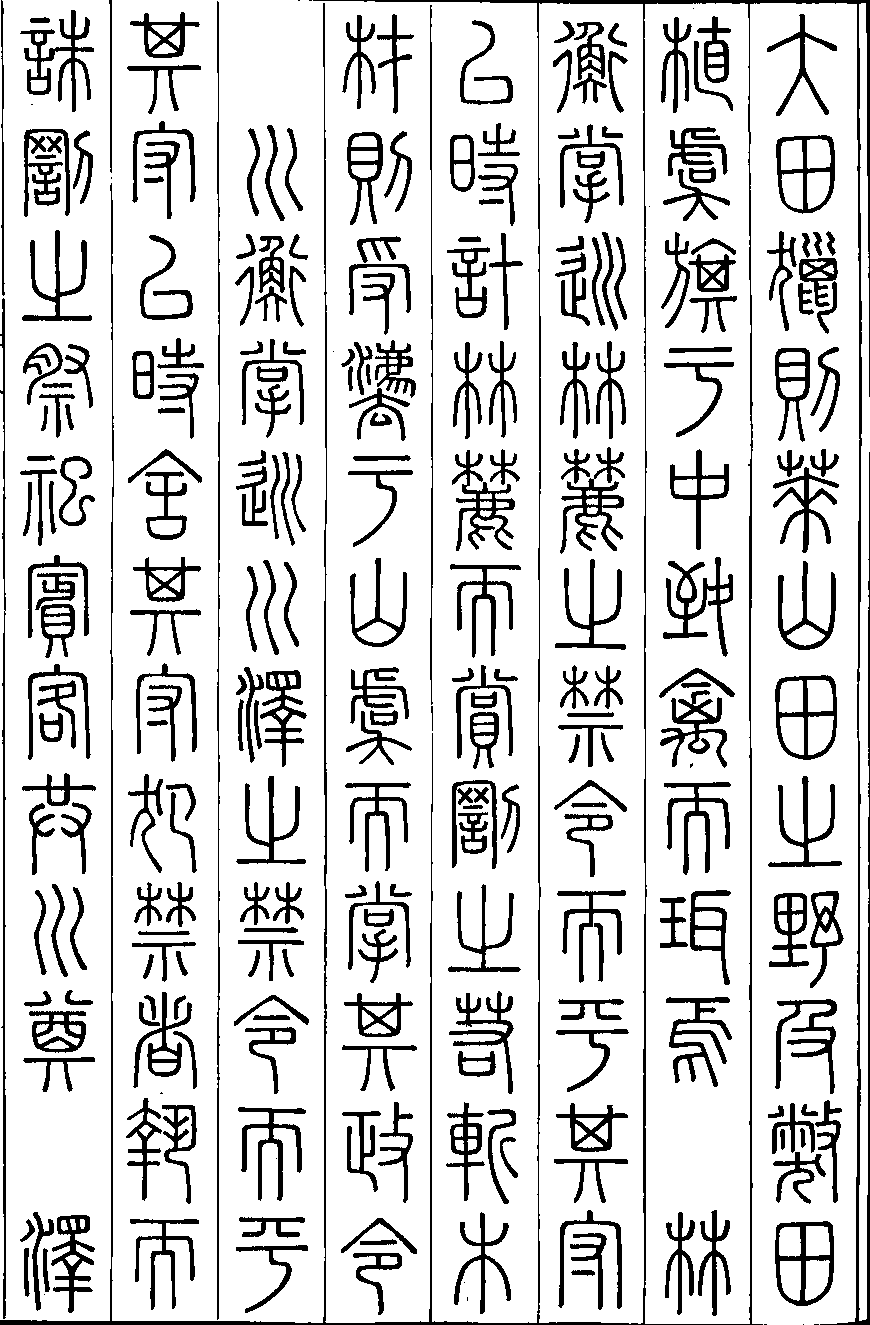 大田獵則萊山田之野及弊田
植虞旗于中致禽而珥焉　林
衡掌巡林麓之禁令而平其守
以時計林麓而賞罰之若斬木
材則受灋于山虞而掌其政令
　川衡掌巡川澤之禁令而平
其守以時舍其守犯禁者執而
誅罰之祭祀賓客共川奠　澤